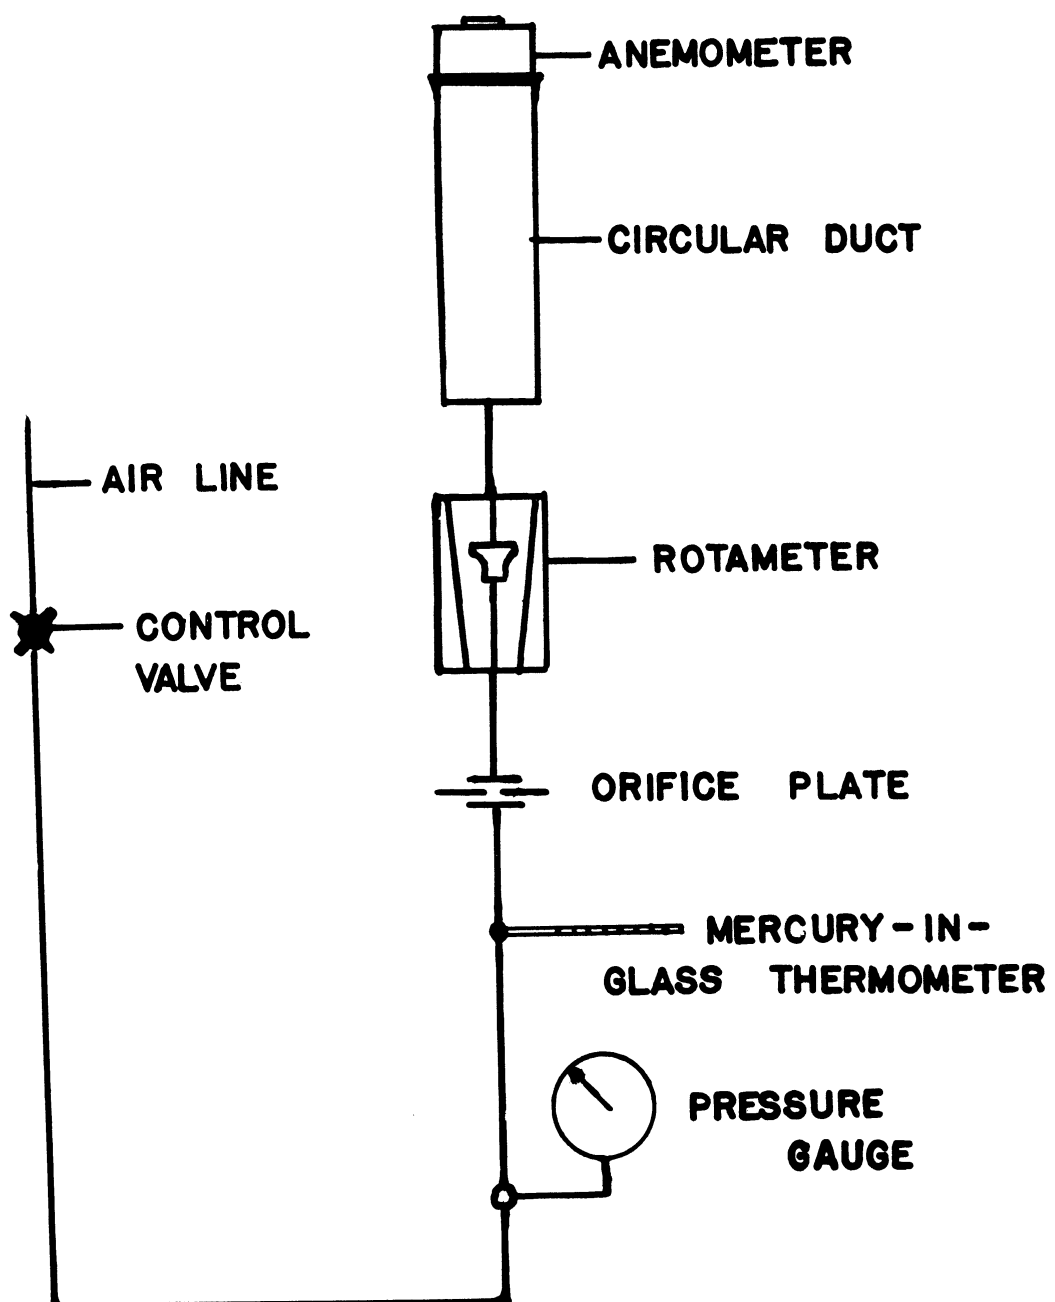 ANEMOMETER
CIRCULAR DUCT
AIR LINE
ROTAMETER
CONTROL
VALVE
ORIFICE PLATE
MERCURY-IN-
GLASS THERMOMETER
PRESSURE
GAUGE